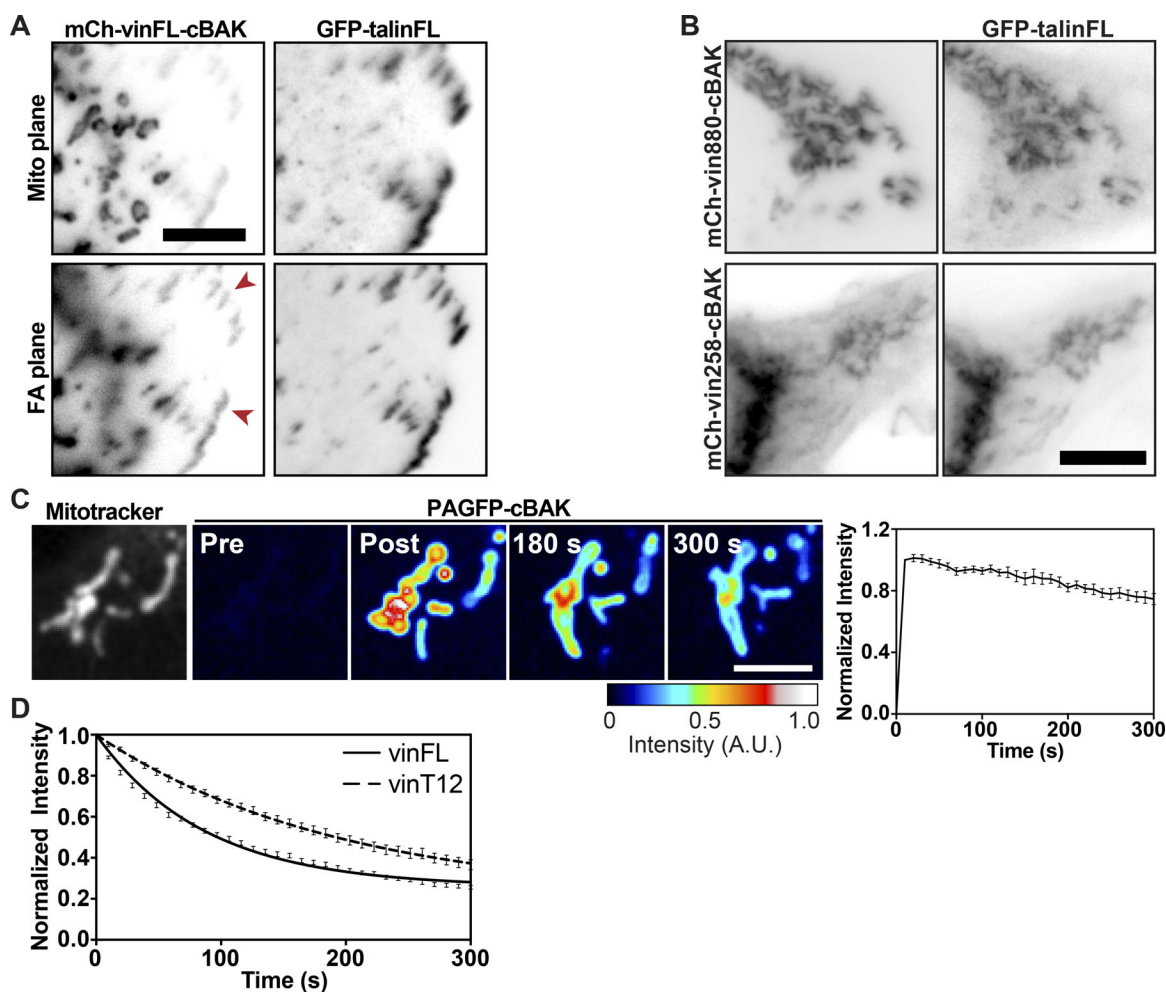 A
mCh-vinFL-cBAK
GFP-talinFL
Mito plane
FA plane
B
GFP-talinFL
mCh-vin880-cBAK
mCh-vin258-cBAK
C
Mitotracker
PAGFP-cBAK
Pre
Post
180 s
300 s
0
0.5
1.0
Intensity (A.U.)
Normalized Intensity
1.2
0.8
0.4
0.0
0
100
200
300
Time (s)
D
Normalized Intensity
1.0
0.8
0.6
0.4
0.2
0.0
vinFL
vinT12
0
100
200
300
Time (s)